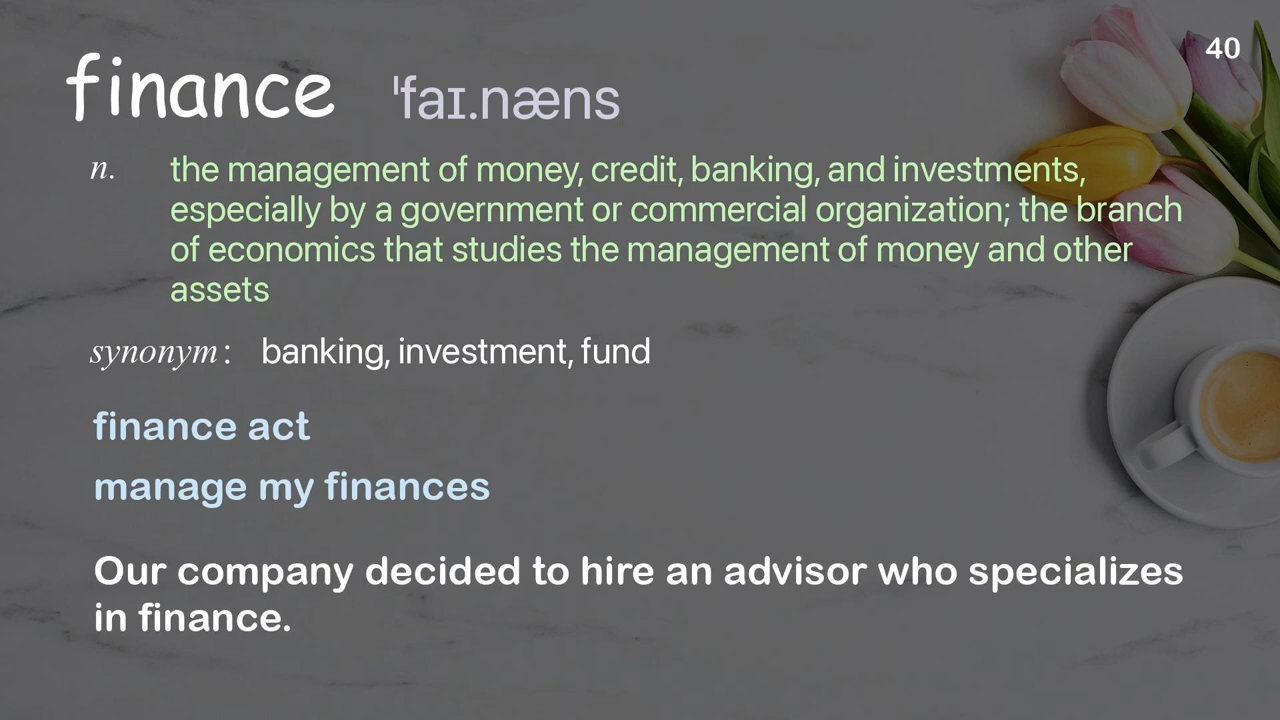 40
finance ˈfaɪ.næns
n. the management of money, credit, banking, and investments,
especially by a government or commercial organization; the branch
of economics that studies the management of money and other
assets
synonym: banking, investment, fund
finance act
manage my finances
Our company decided to hire an advisor who specializes
in finance.